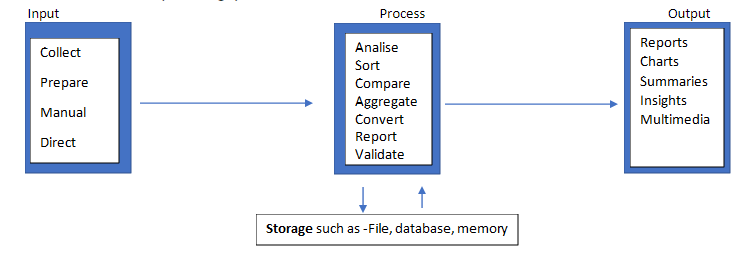 Input
Process
Output
Collect
Prepare
Manual
Direct
Analise
Sort
Compare
Aggregate
Convert
Report
Validate
Reports
Charts
Summaries
Insights
Multimedia
Storage such as -File, database, memory